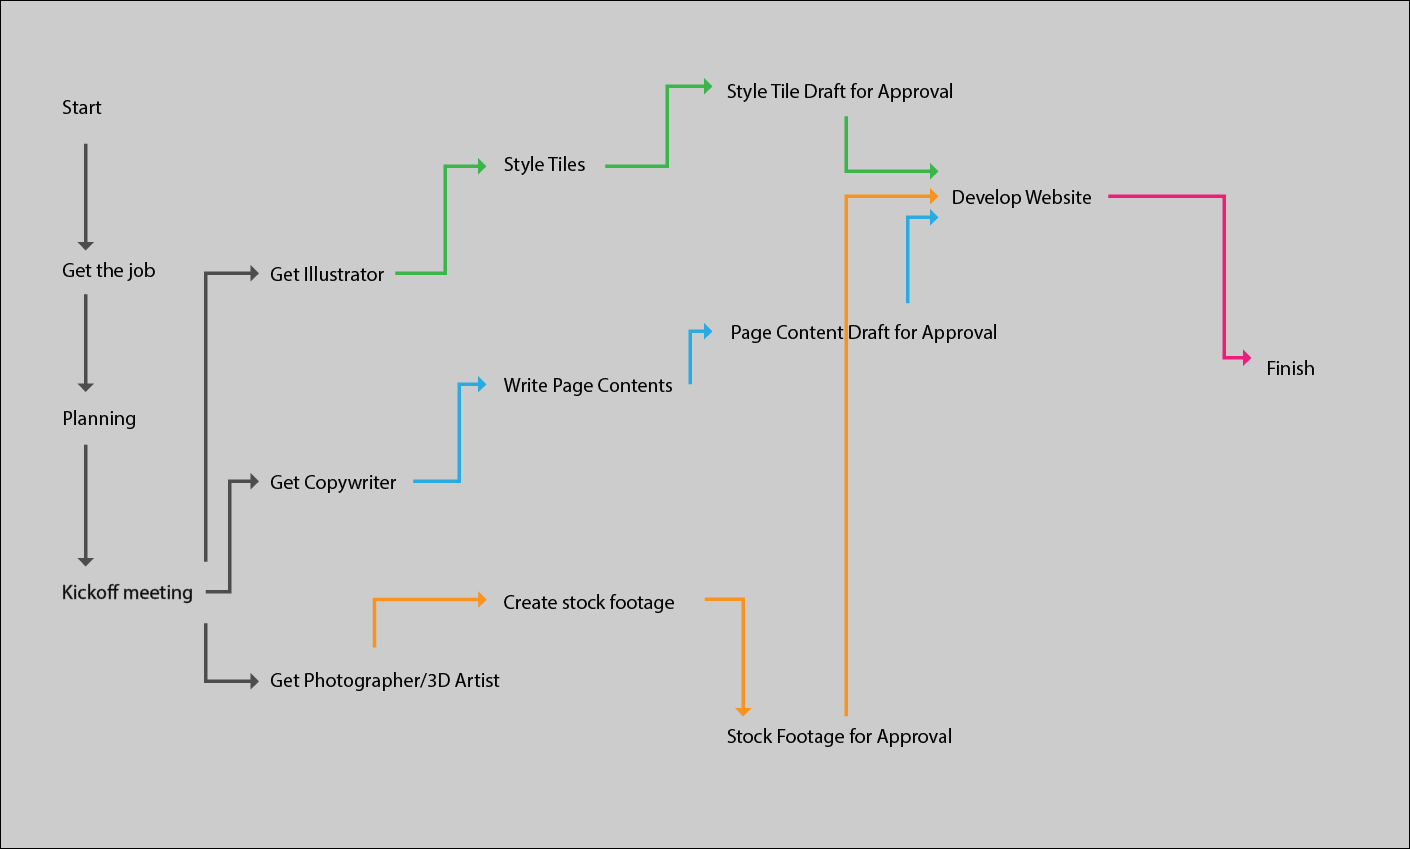 Start
Get the job
Planning
Kickoff meeting
Get Illustrator
Get Copywriter
Get Photographer/3D Artist
Style Tiles
Write Page Contents
Create stock footage
Style Tile Draft for Approval
Page Content Draft for Approval
Stock Footage for Approval
Develop Website
Finish